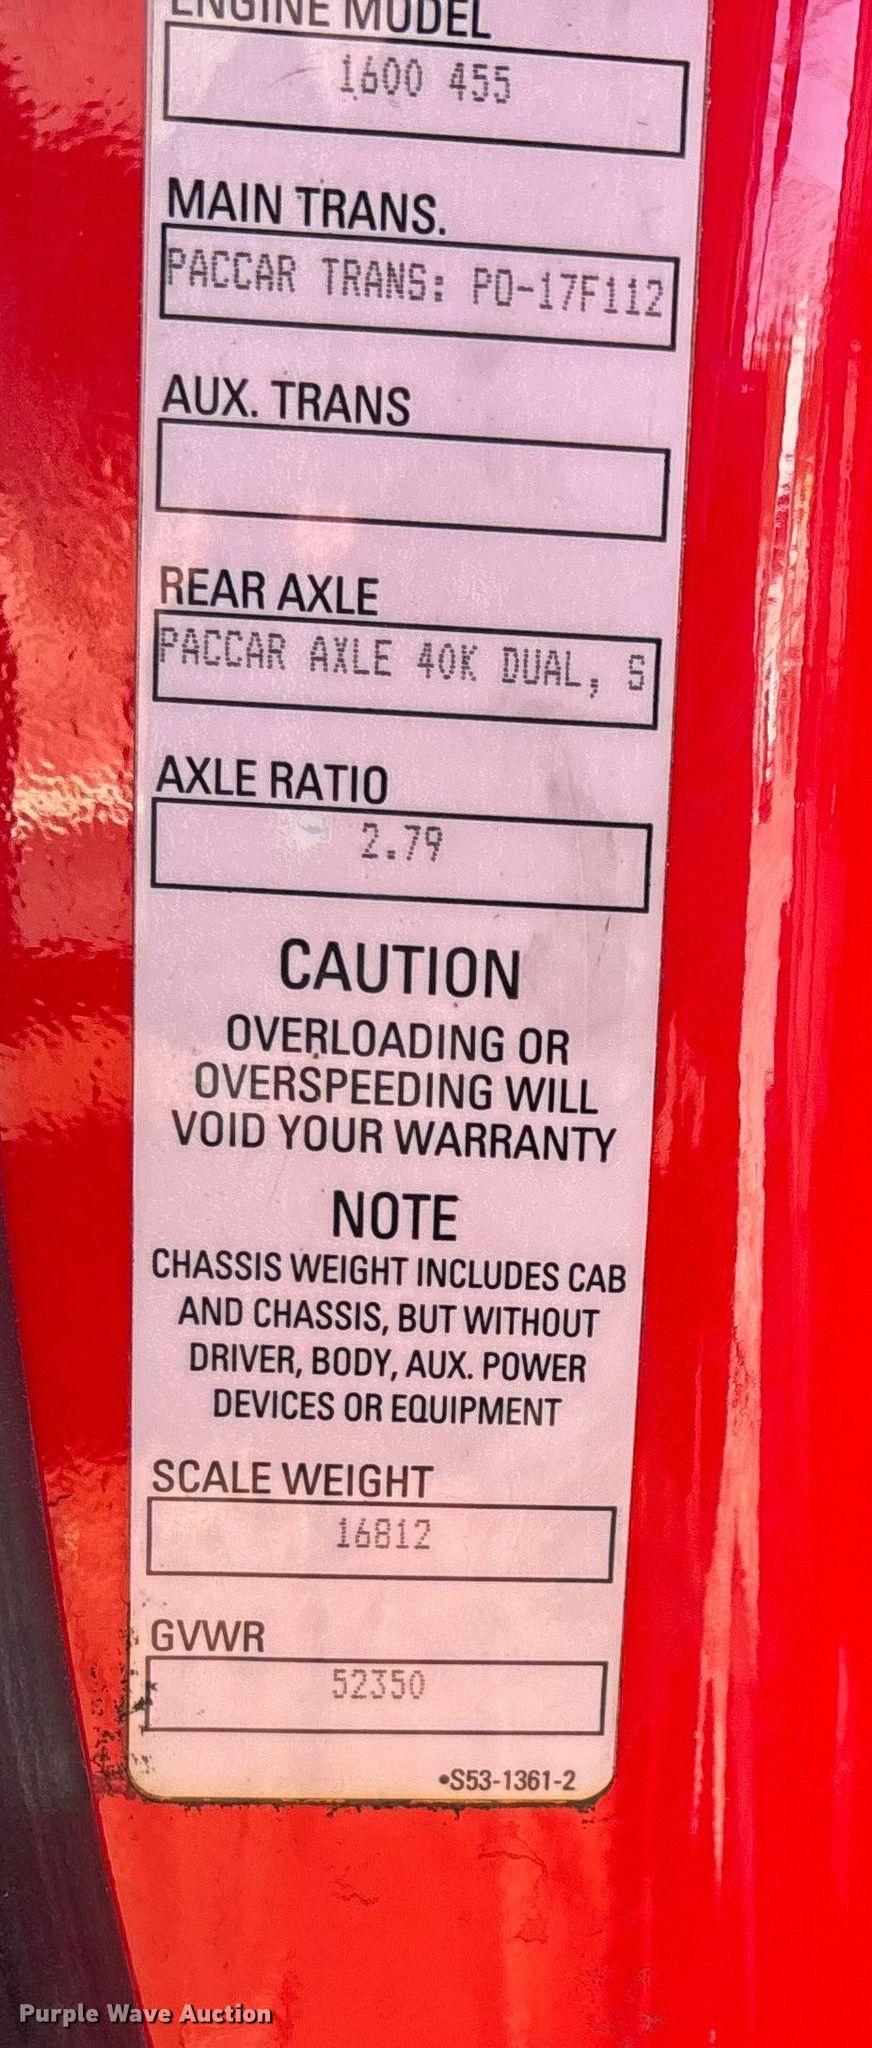 ENGINE MODEL
1600 455
MAIN TRANS.
PACCAR TRANS: PO-17F112
AUX. TRANS
REAR AXLE
PACCAR AXLE 40K DUAL, S
AXLE RATIO
2.79
CAUTION
OVERLOADING OR
OVERSPEEDING WILL
VOID YOUR WARRANTY
NOTE
CHASSIS WEIGHT INCLUDES CAB
AND CHASSIS, BUT WITHOUT
DRIVER, BODY, AUX. POWER
DEVICES OR EQUIPMENT
SCALE WEIGHT
16812
GVWR
52350
•S53-1361-2
Purple Wave Auction